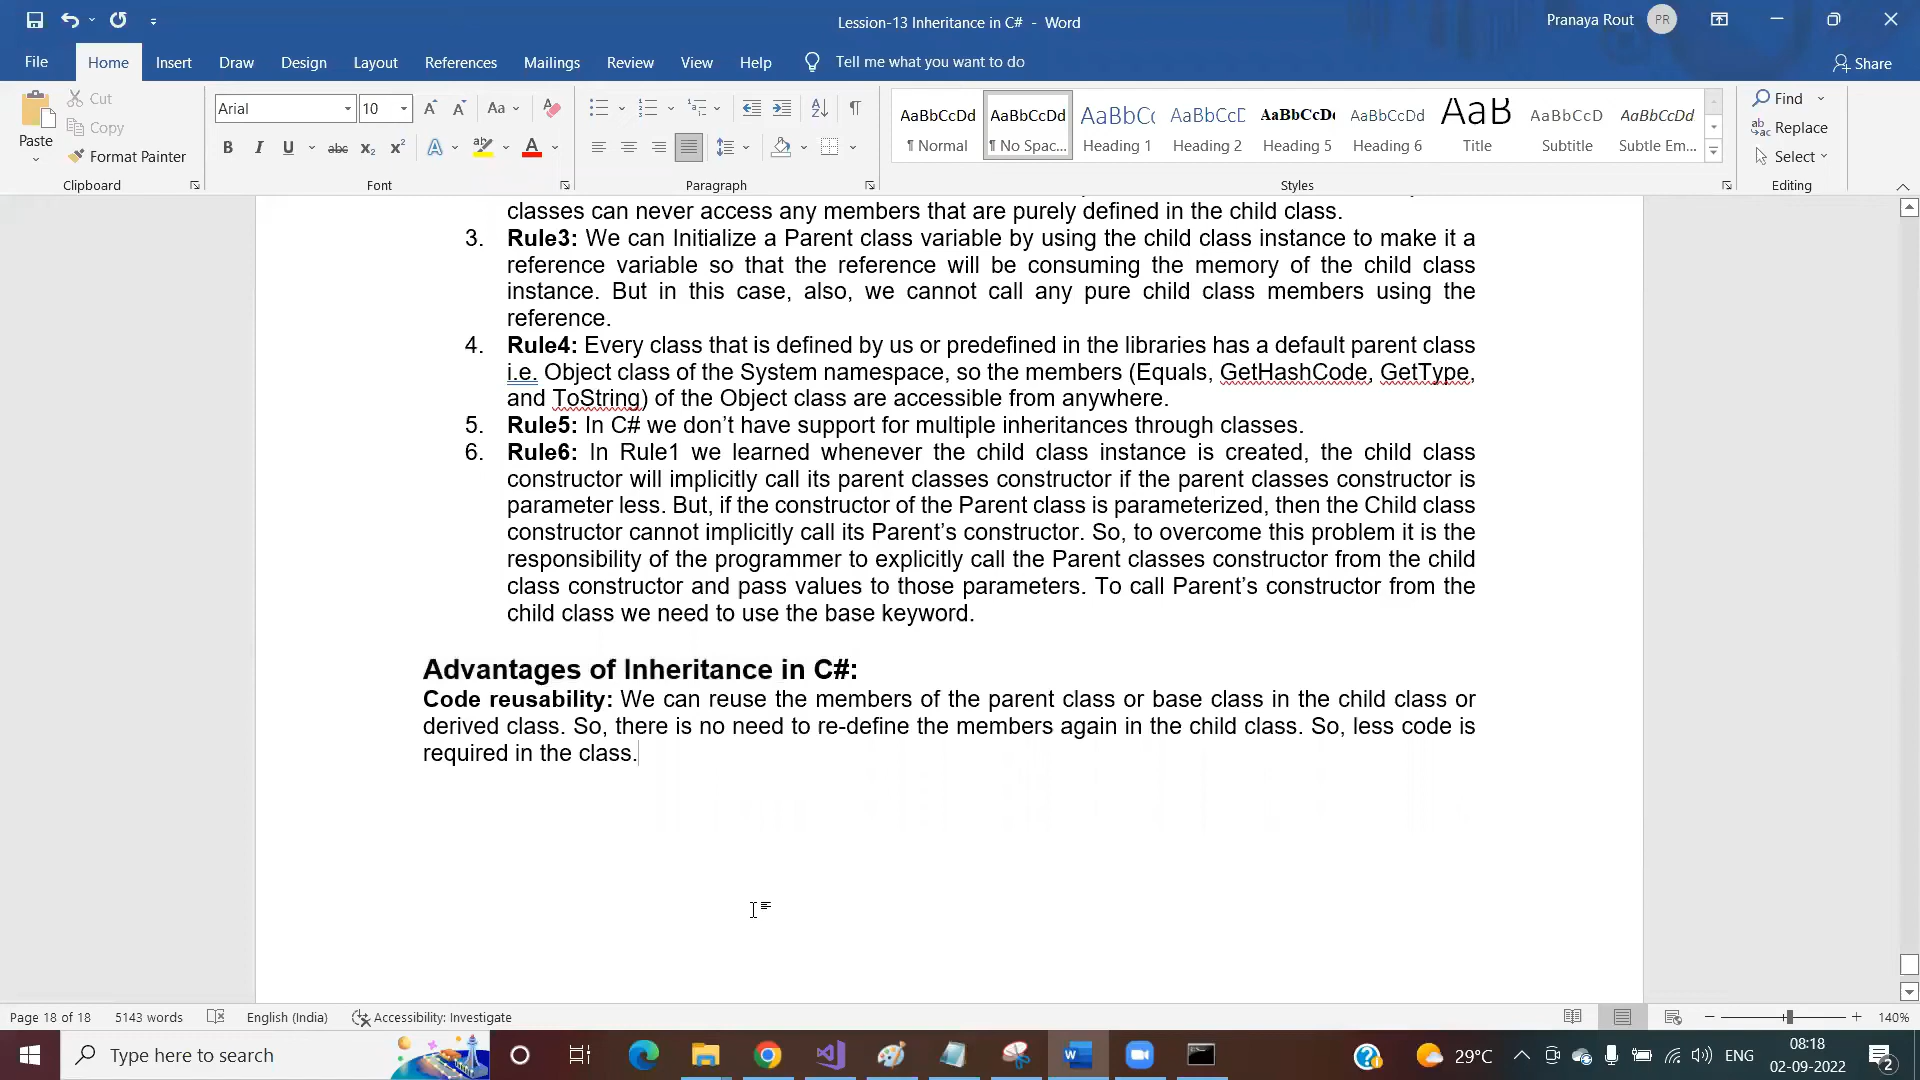 Lession-13 Inheritance in C# - Word
Pranaya Rout
PR
File Home Insert Draw Design Layout References Mailings Review View Help Tell me what you want to do
Share
Paste
Cut
Copy
Format Painter
Clipboard
Arial 10
Font
Paragraph
AaBbCcDd AaBbCcDd AaBbC AaBbCcD AaBbCcD AaBbCcDd AaB AaBbCcD AaBbCcDd
¶ Normal ¶ No Spac... Heading 1 Heading 2 Heading 5 Heading 6 Title Subtitle Subtle Em...
Styles
Find
Replace
Select
Editing
classes can never access any members that are purely defined in the child class.
3. Rule3: We can Initialize a Parent class variable by using the child class instance to make it a
reference variable so that the reference will be consuming the memory of the child class
instance. But in this case, also, we cannot call any pure child class members using the
reference.
4. Rule4: Every class that is defined by us or predefined in the libraries has a default parent class
i.e. Object class of the System namespace, so the members (Equals, GetHashCode, GetType,
and ToString) of the Object class are accessible from anywhere.
5. Rule5: In C# we don’t have support for multiple inheritances through classes.
6. Rule6: In Rule1 we learned whenever the child class instance is created, the child class
constructor will implicitly call its parent classes constructor if the parent classes constructor is
parameter less. But, if the constructor of the Parent class is parameterized, then the Child class
constructor cannot implicitly call its Parent’s constructor. So, to overcome this problem it is the
responsibility of the programmer to explicitly call the Parent classes constructor from the child
class constructor and pass values to those parameters. To call Parent’s constructor from the
child class we need to use the base keyword.
Advantages of Inheritance in C#:
Code reusability: We can reuse the members of the parent class or base class in the child class or
derived class. So, there is no need to re-define the members again in the child class. So, less code is
required in the class.
Page 18 of 18 5143 words English (India) Accessibility: Investigate 140%
Type here to search
29°C ENG
08:18
02-09-2022
2